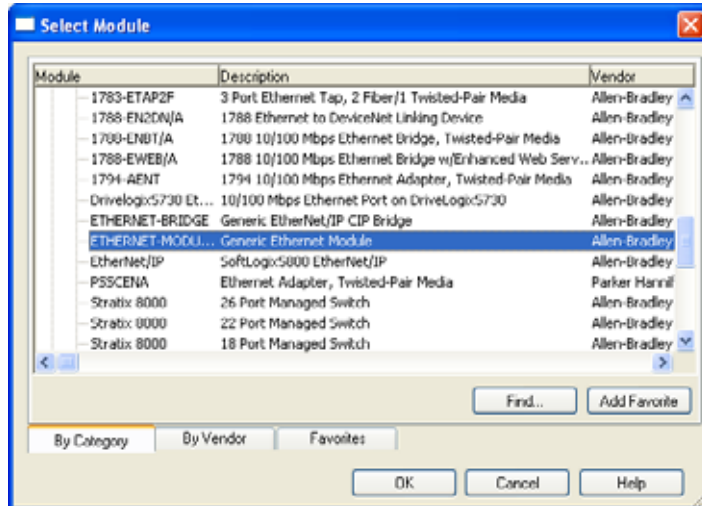 Select Module
Module Description Vendor
1783-ETAP2F 3 Port Ethernet Tap, 2 Fiber/1 Twisted-Pair Media Allen-Bradley
1788-EN2DN/A 1788 Ethernet to DeviceNet Linking Device Allen-Bradley
1788-ENBT/A 1788 10/100 Mbps Ethernet Bridge, Twisted-Pair Media Allen-Bradley
1788-EWEB/A 1788 10/100 Mbps Ethernet Bridge w/Enhanced Web Serv... Allen-Bradley
1794-AENT 1794 10/100 Mbps Ethernet Adapter, Twisted-Pair Media Allen-Bradley
Drivelogix5730 Et... 10/100 Mbps Ethernet Port on DriveLogix5730 Allen-Bradley
ETHERNET-BRIDGE Generic EtherNet/IP CIP Bridge Allen-Bradley
ETHERNET-MODU... Generic Ethernet Module Allen-Bradley
EtherNet/IP SoftLogix5800 EtherNet/IP Allen-Bradley
PSSCENA Ethernet Adapter, Twisted-Pair Media Parker Hannif
Stratix 8000 26 Port Managed Switch Allen-Bradley
Stratix 8000 22 Port Managed Switch Allen-Bradley
Stratix 8000 18 Port Managed Switch Allen-Bradley
Find... Add Favorite
By Category By Vendor Favorites
OK Cancel Help